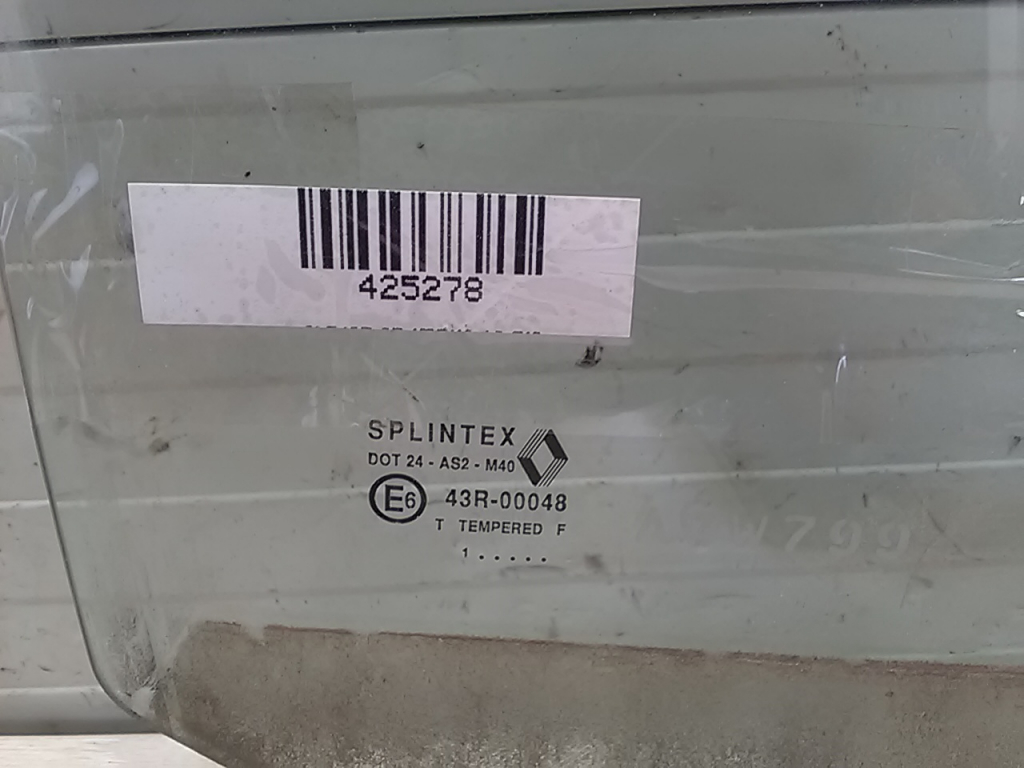 425278
SPLINTEX
DOT 24 - AS2 - M40
E6 43R-00048
T TEMPERED F
1 . . . . .